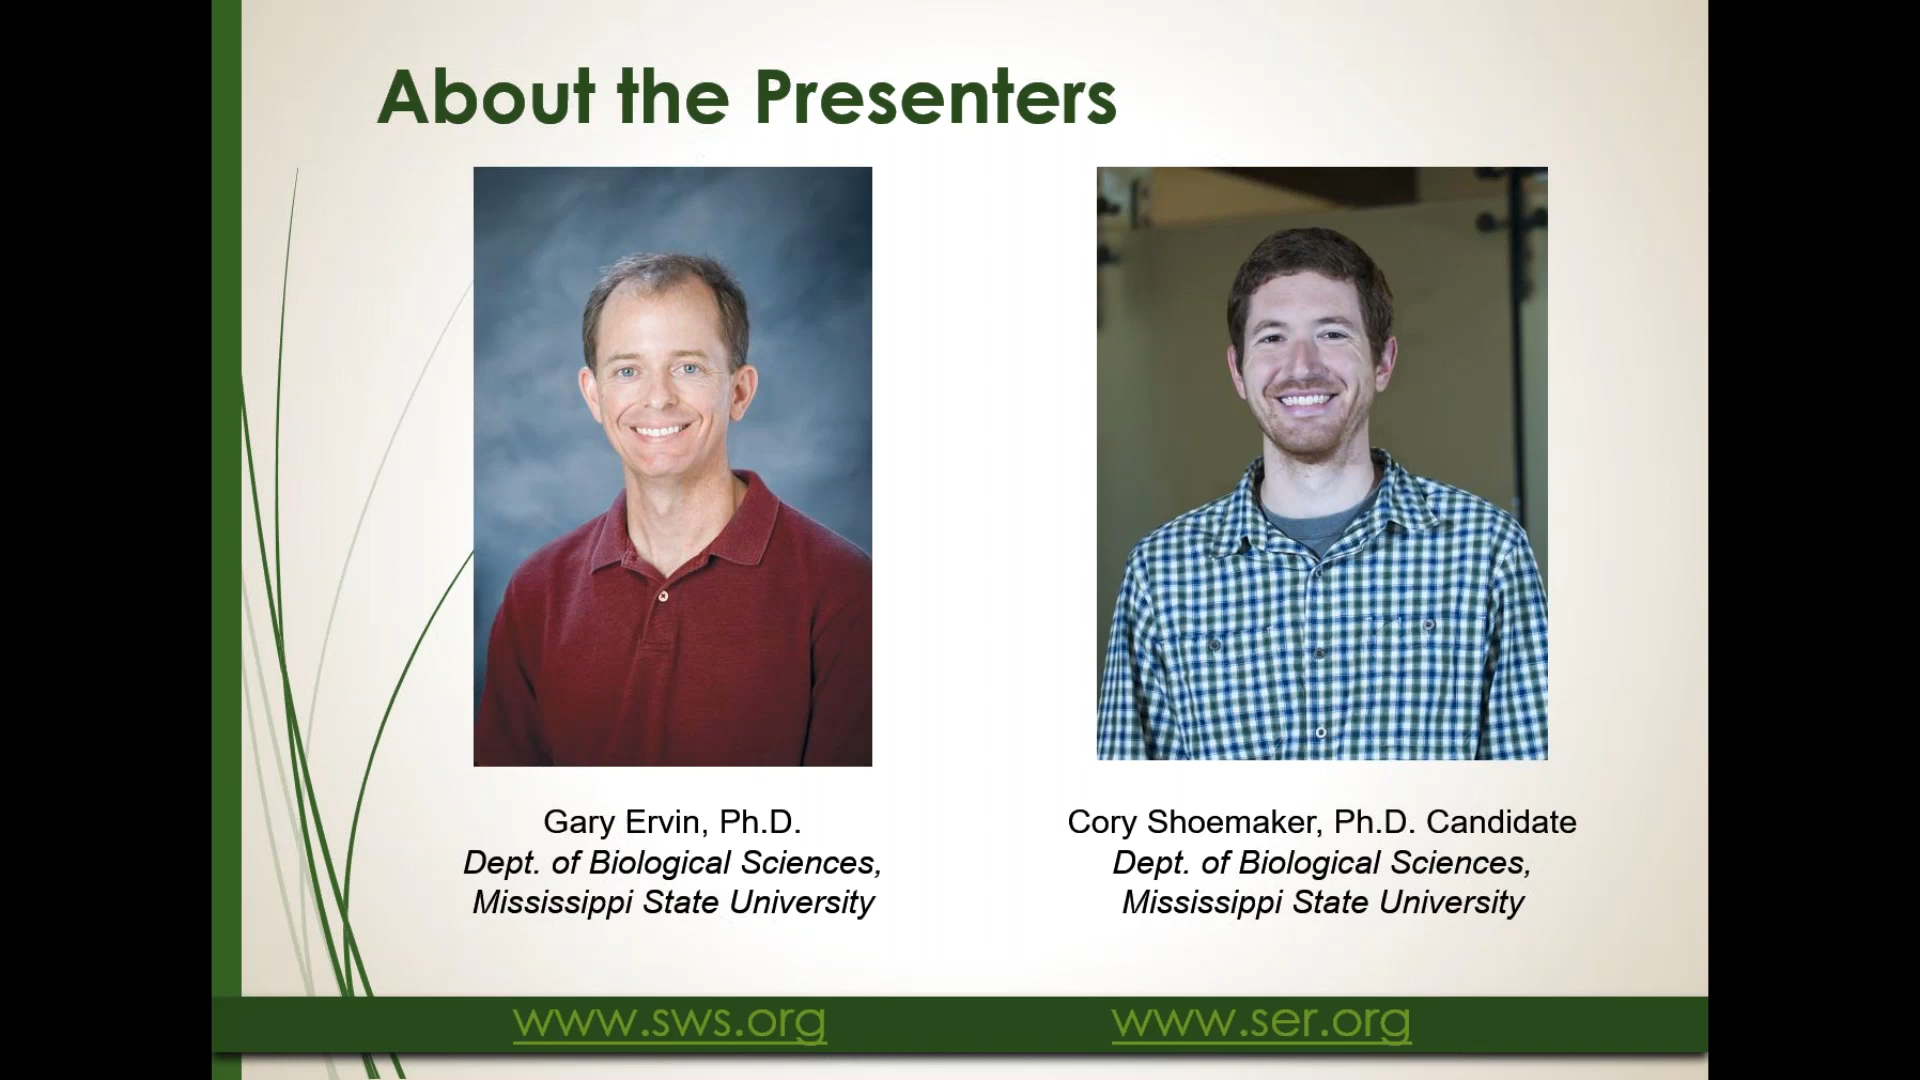 About the Presenters
Gary Ervin, Ph.D.
Dept. of Biological Sciences,
Mississippi State University
Cory Shoemaker, Ph.D. Candidate
Dept. of Biological Sciences,
Mississippi State University
www.sws.org
www.ser.org